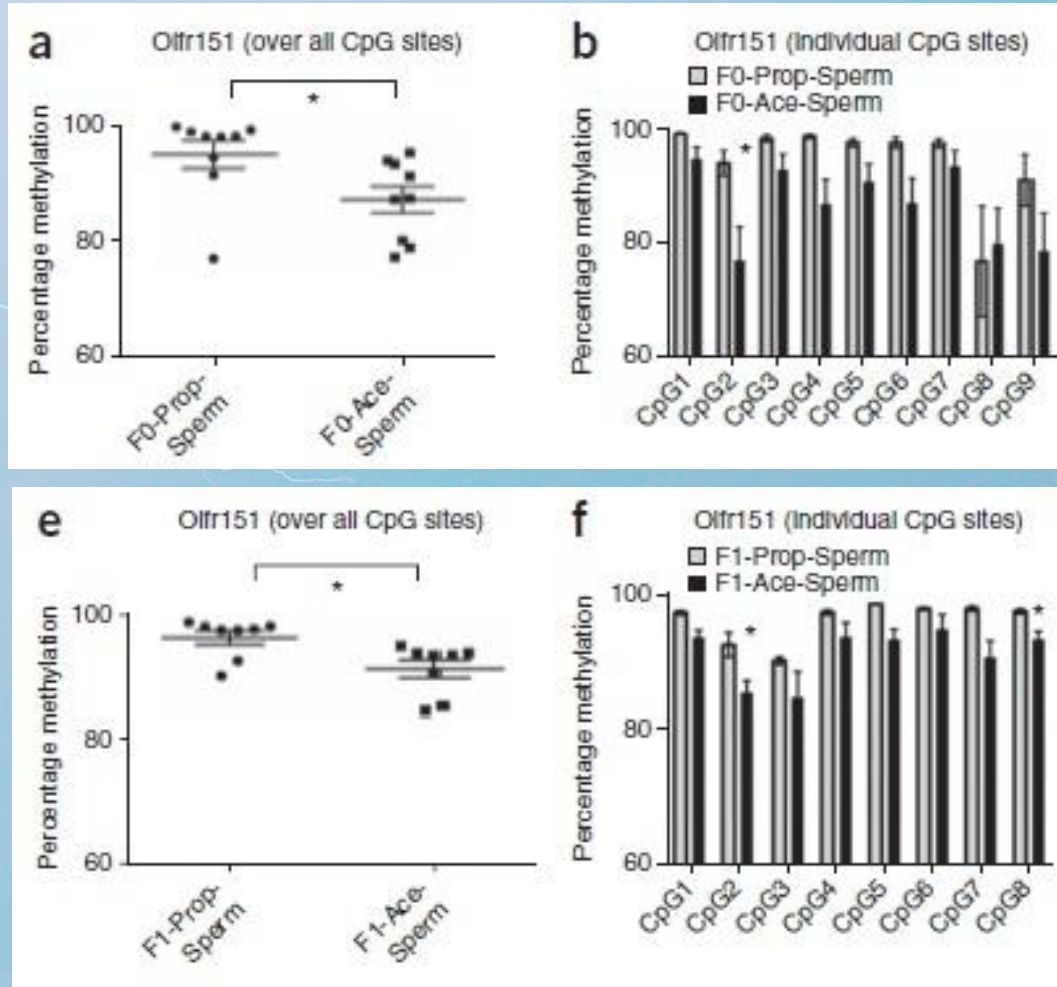 a
Olfr151 (over all CpG sites)
*
Percentage methylation
100
80
60
F0-Prop-
Sperm
F0-Ace-
Sperm
b
Olfr151 (individual CpG sites)
F0-Prop-Sperm
F0-Ace-Sperm
*
Percentage methylation
100
80
60
CpG1
CpG2
CpG3
CpG4
CpG5
CpG6
CpG7
CpG8
CpG9
e
Olfr151 (over all CpG sites)
*
Percentage methylation
100
80
60
F1-Prop-
Sperm
F1-Ace-
Sperm
f
Olfr151 (individual CpG sites)
F1-Prop-Sperm
F1-Ace-Sperm
*
*
Percentage methylation
100
80
60
CpG1
CpG2
CpG3
CpG4
CpG5
CpG6
CpG7
CpG8